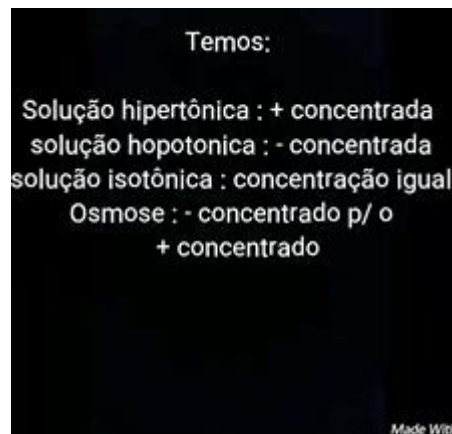 Temos:
Solução hipertônica : + concentrada
solução hopotonica : - concentrada
solução isotônica : concentração igual
Osmose : - concentrado p/ o
+ concentrado
Made Wit